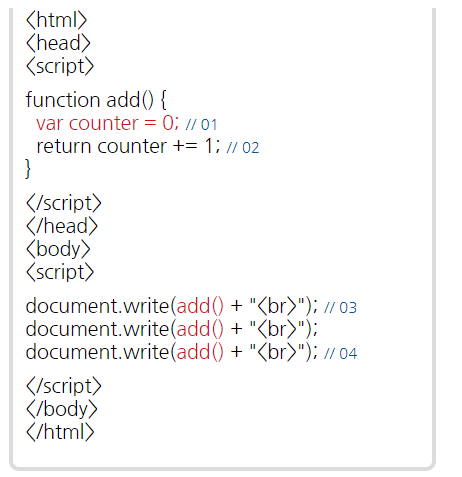 <html>
<head>
<script>
function add() {
var counter = 0; // 01
return counter += 1; // 02
}
</script>
</head>
<body>
<script>
document.write(add() + "<br>"); // 03
document.write(add() + "<br>");
document.write(add() + "<br>"); // 04
</script>
</body>
</html>